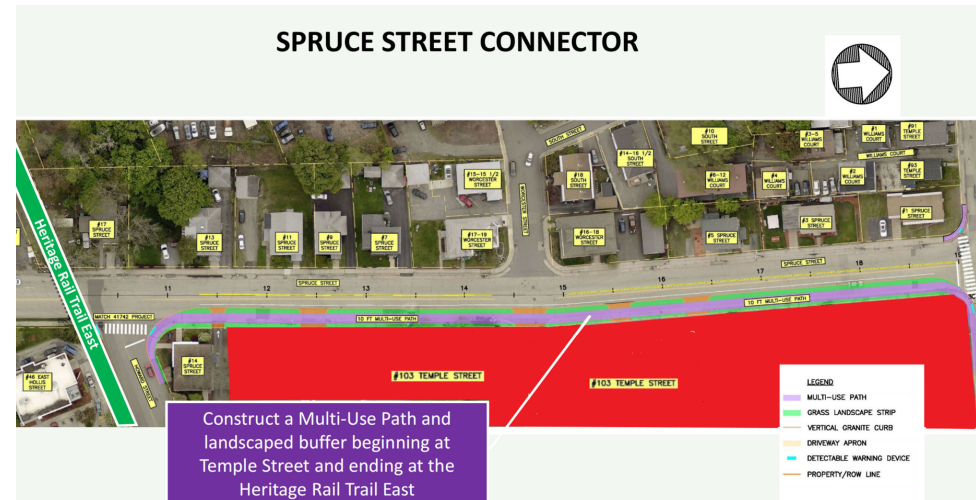 SPRUCE STREET CONNECTOR
SOUTH STREET
#10
SOUTH
STREET
#3-5
WILLIAMS
COURT
#1
WILLIAMS
COURT
#91
TEMPLE
STREET
WILLIAMS COURT
#14-16 1/2
SOUTH
STREET
#15-15 1/2
WORCESTER
STREET
#18
SOUTH
STREET
#8-12
WILLIAMS
COURT
#4
WILLIAMS
COURT
#2
WILLIAMS
COURT
#93
TEMPLE
STREET
WORCESTER STREET
#17
SPRUCE
STREET
#13
SPRUCE
STREET
#11
SPRUCE
STREET
#9
SPRUCE
STREET
#7
SPRUCE
STREET
#17-19
WORCESTER
STREET
#16-18
WORCESTER
STREET
#5 SPRUCE
STREET
#3 SPRUCE
STREET
#1 SPRUCE
STREET
Heritage Rail Trail East
SPRUCE STREET
SPRUCE STREET
11
12
13
14
15
16
17
18
MATCH 41742 PROJECT
10 FT MULTI-USE PATH
10 FT MULTI-USE PATH
HOWARD STREET
#14
SPRUCE
STREET
#46 EAST
HOLLIS
STREET
#103 TEMPLE STREET
#103 TEMPLE STREET
Construct a Multi-Use Path and
landscaped buffer beginning at
Temple Street and ending at the
Heritage Rail Trail East
LEGEND
MULTI-USE PATH
GRASS LANDSCAPE STRIP
VERTICAL GRANITE CURB
DRIVEWAY APRON
DETECTABLE WARNING DEVICE
PROPERTY/ROW LINE